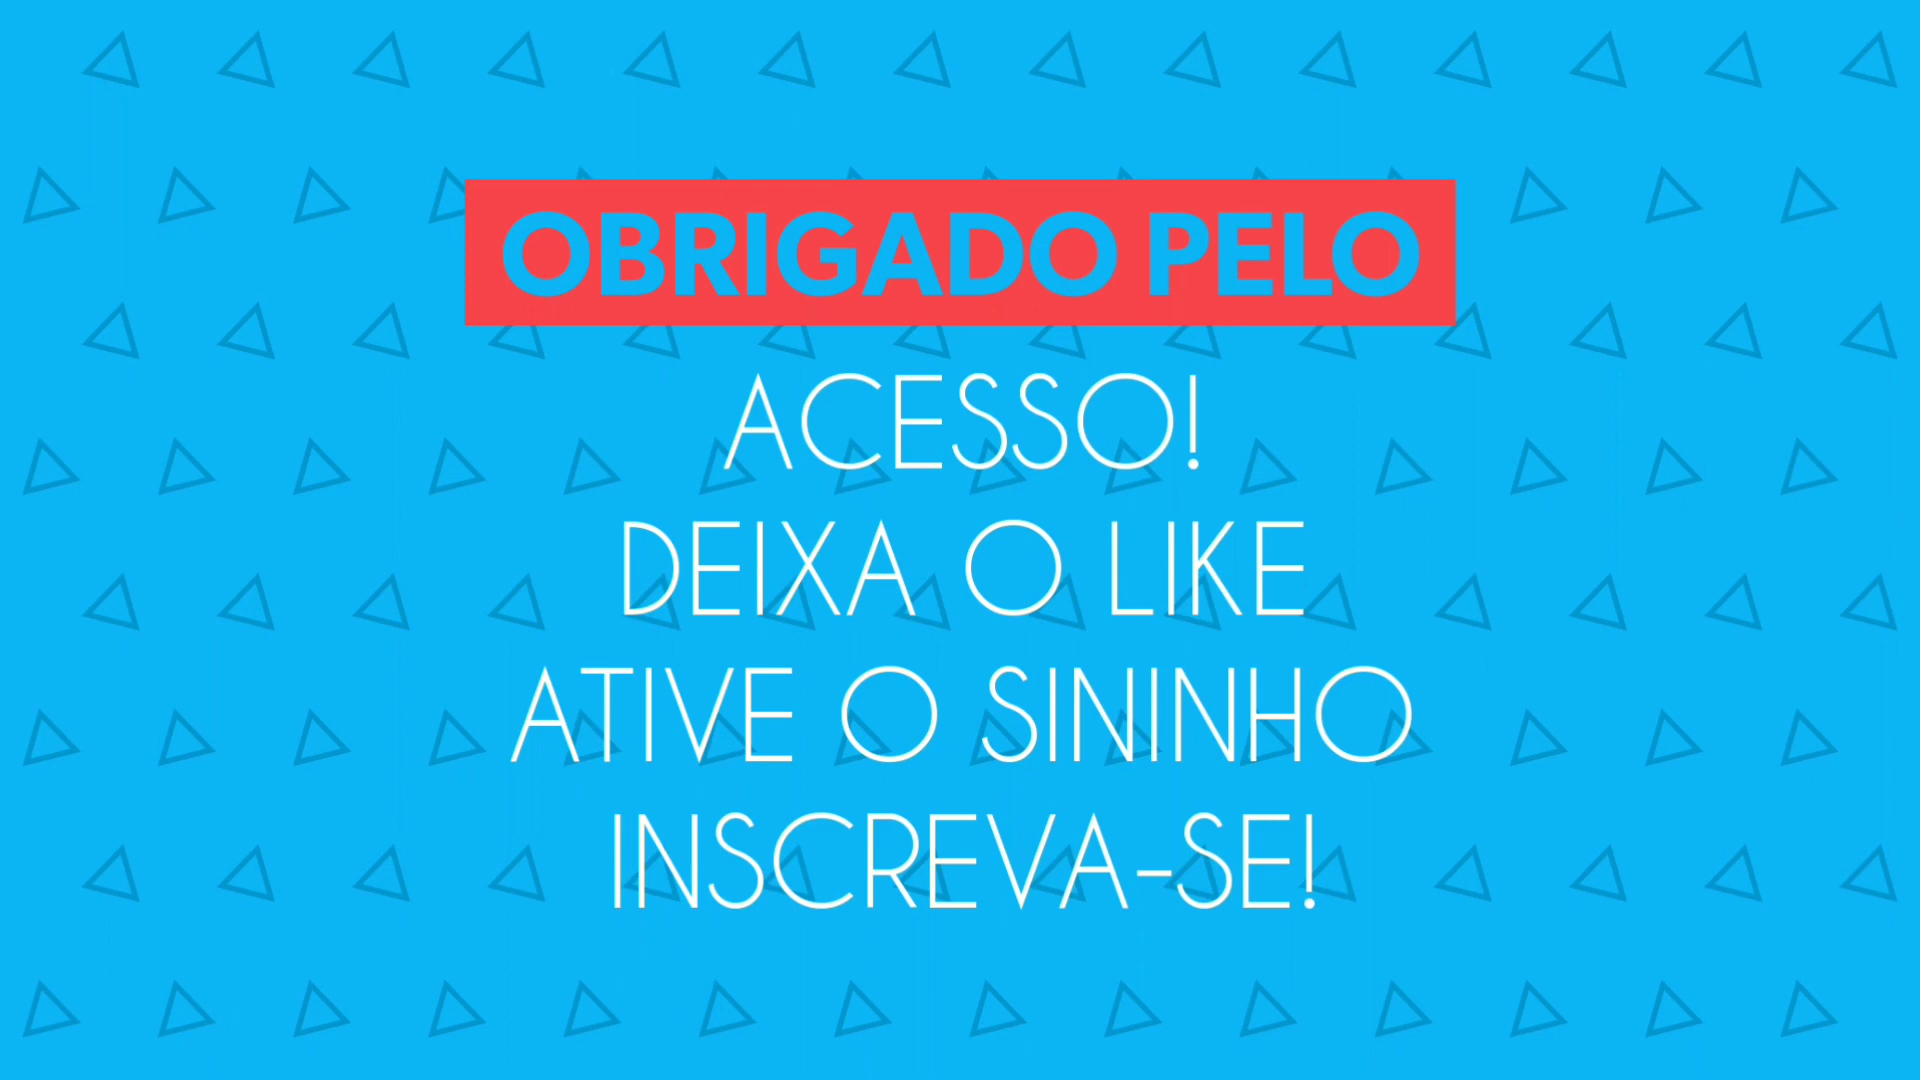 OBRIGADO PELO
ACESSO!
DEIXA O LIKE
ATIVE O SININHO
INSCREVA-SE!